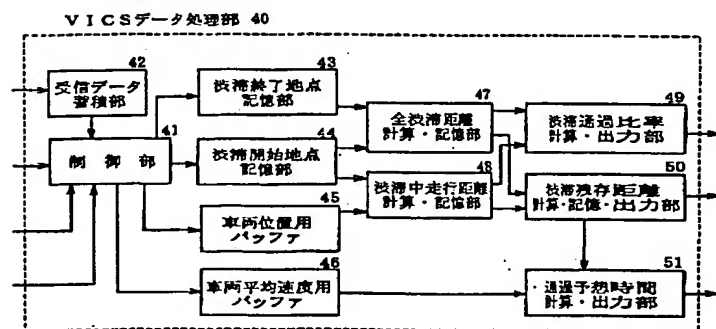 VICSデータ処理部 40
42
受信データ
蓄積部
41
制御部
43
渋滞終了地点
記憶部
44
渋滞開始地点
記憶部
45
車両位置用
バッファ
46
車両平均速度用
バッファ
47
全渋滞距離
計算・記憶部
48
渋滞中走行距離
計算・記憶部
49
渋滞通過比率
計算・出力部
50
渋滞残存距離
計算・記憶・出力部
51
通過予想時間
計算・出力部